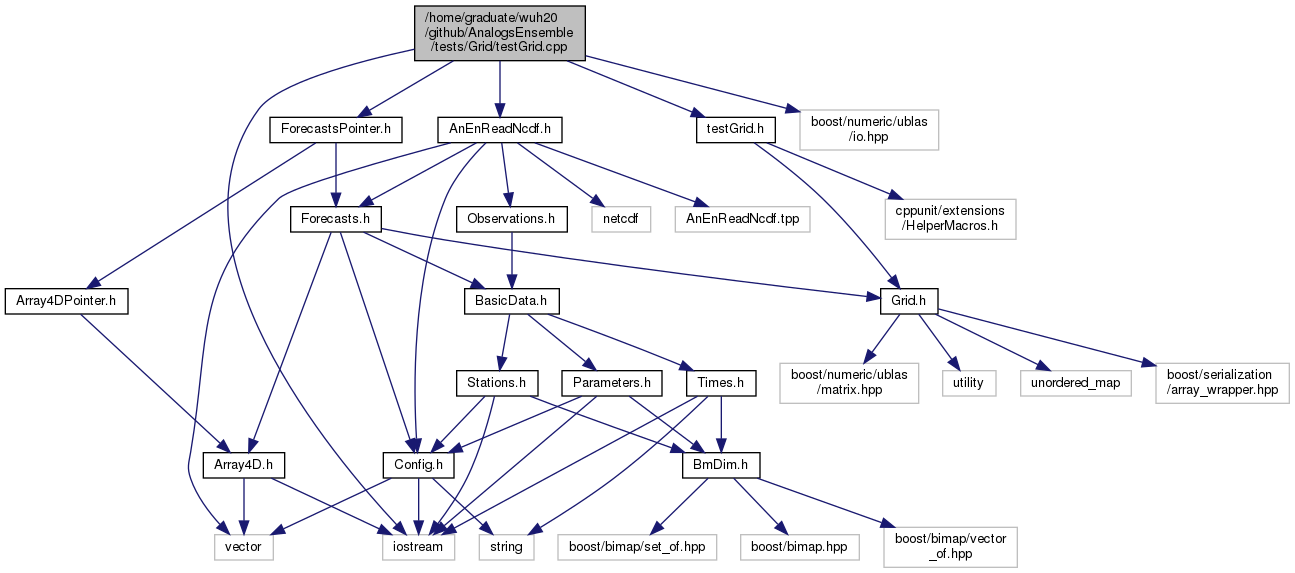 /home/graduate/wuh20
/github/AnalogsEnsemble
/tests/Grid/testGrid.cpp
ForecastsPointer.h
AnEnReadNcdf.h
testGrid.h
boost/numeric/ublas
/io.hpp
Forecasts.h
Observations.h
netcdf
AnEnReadNcdf.tpp
cppunit/extensions
/HelperMacros.h
Array4DPointer.h
BasicData.h
Grid.h
Stations.h
Parameters.h
Times.h
boost/numeric/ublas
/matrix.hpp
utility
unordered_map
boost/serialization
/array_wrapper.hpp
Array4D.h
Config.h
BmDim.h
vector
iostream
string
boost/bimap/set_of.hpp
boost/bimap.hpp
boost/bimap/vector
_of.hpp